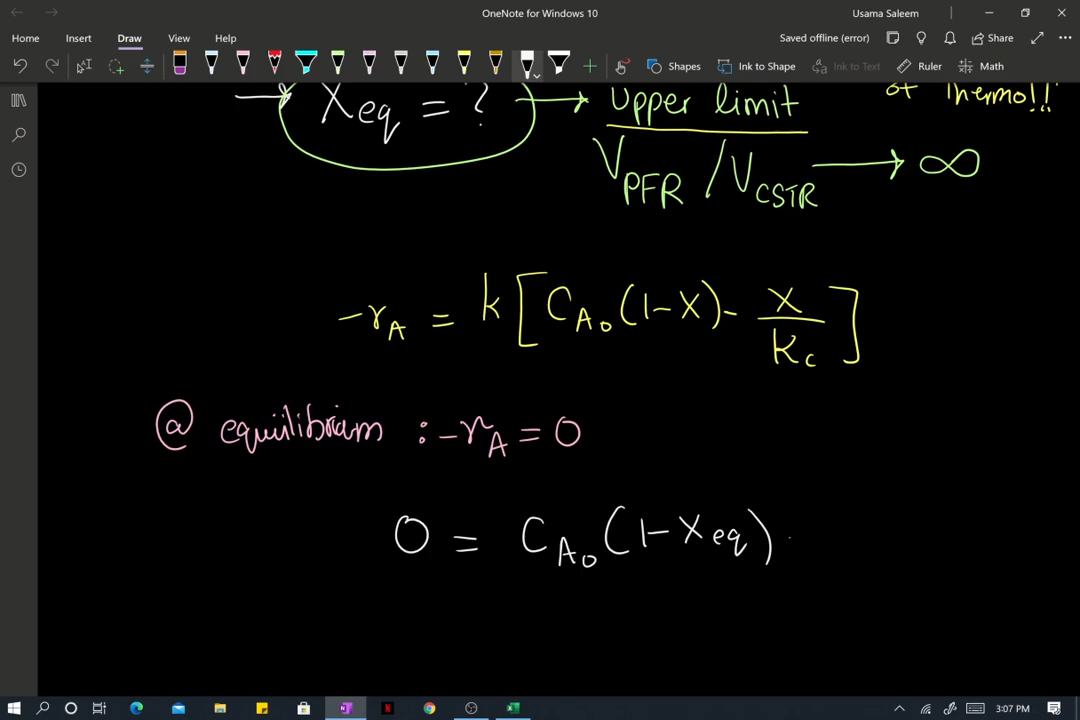 OneNote for Windows 10
Usama Saleem
Home Insert Draw View Help
Saved offline (error)
Share
Shapes
Ink to Shape
Ink to Text
Ruler
Math
Xeq = ?
Upper limit
of Thermo!!
VPFR / VCSTR → ∞
-rA = k [ CAo (1-X) - X/Kc ]
@ equilibrium : -rA = 0
0 = CAo (1-Xeq)
3:07 PM